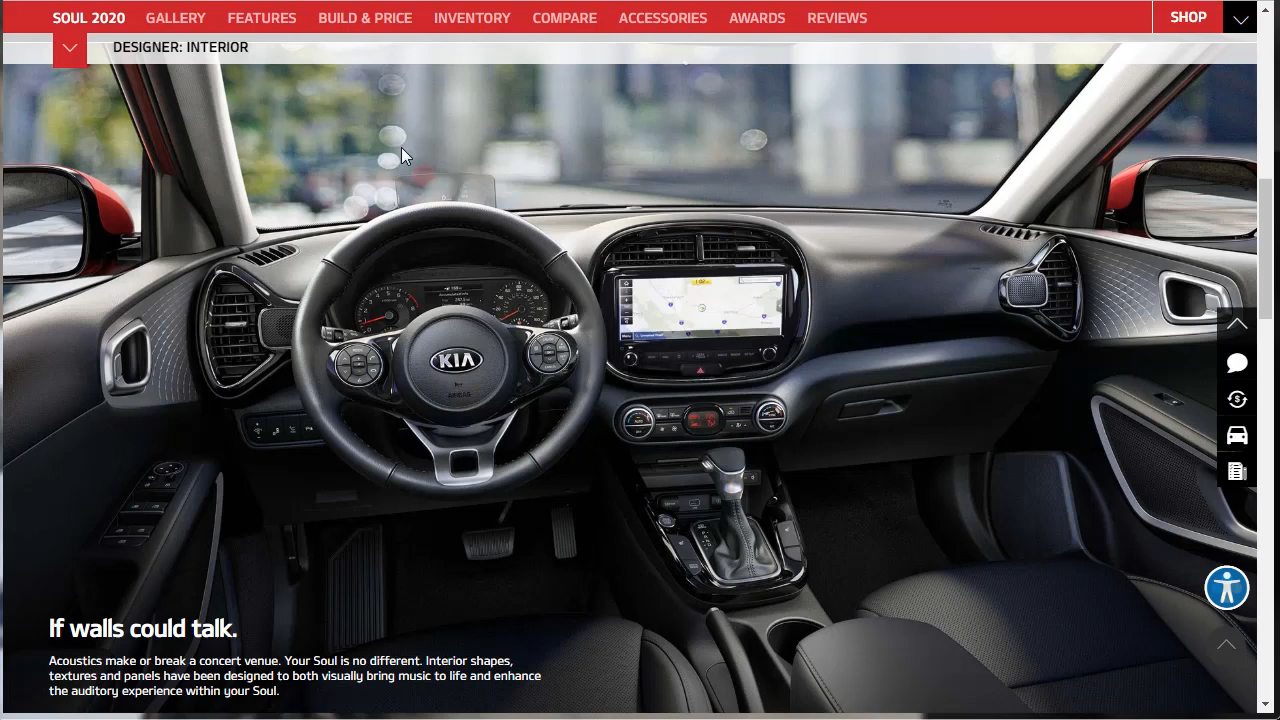 SOUL 2020 GALLERY FEATURES BUILD & PRICE INVENTORY COMPARE ACCESSORIES AWARDS REVIEWS SHOP
DESIGNER: INTERIOR
KIA
AIRBAG
If walls could talk.
Acoustics make or break a concert venue. Your Soul is no different. Interior shapes,
textures and panels have been designed to both visually bring music to life and enhance
the auditory experience within your Soul.